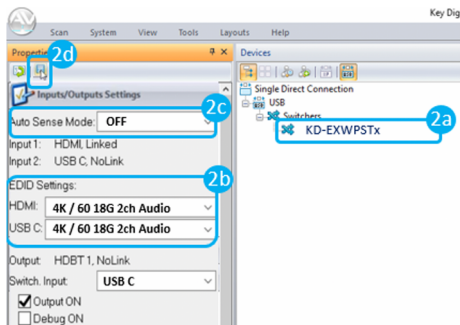 Key Dig
AV
Scan System View Tools Layouts Help
Properti
2d
Devices
Inputs/Outputs Settings
2c
Auto Sense Mode: OFF
Input 1: HDMI, Linked
Input 2: USB C, NoLink
2b
EDID Settings:
HDMI: 4K / 60 18G 2ch Audio
USB C: 4K / 60 18G 2ch Audio
Output: HDBT 1, NoLink
Switch. Input: USB C
Output ON
Debug ON
Single Direct Connection
USB
Switchers
2a
KD-EXWPSTx